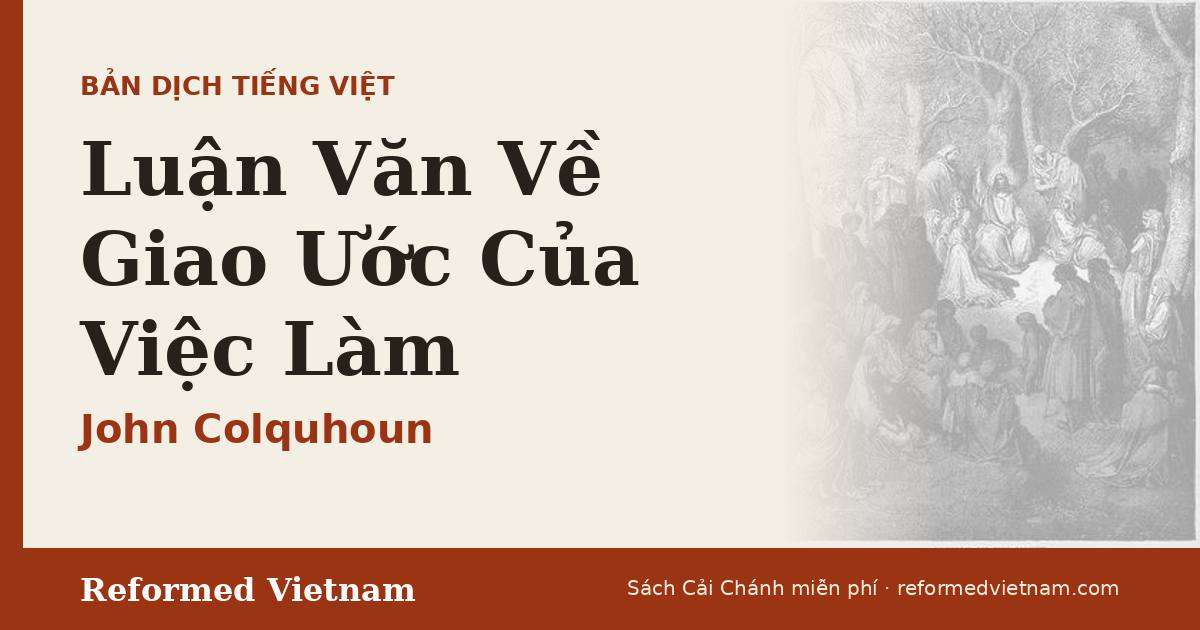 BẢN DỊCH TIẾNG VIỆT
Luận Văn Về
Giao Ước Của
Việc Làm
John Colquhoun
Reformed Vietnam
Sách Cải Chánh miễn phí · reformedvietnam.com